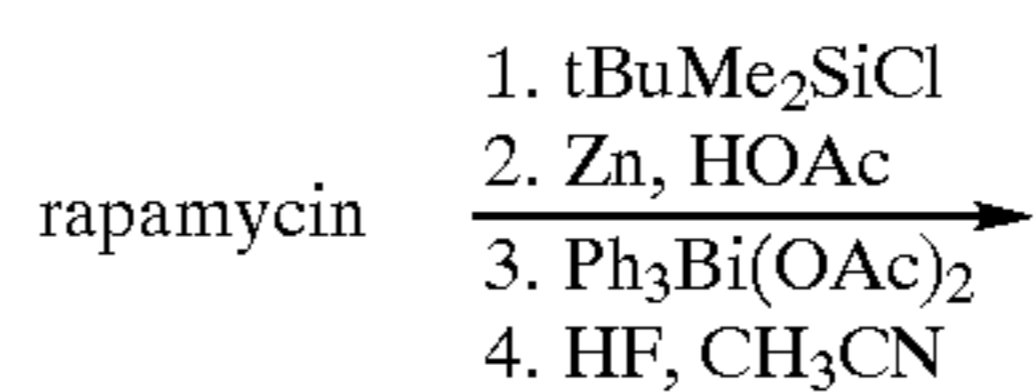 rapamycin
1. tBuMe₂SiCl
2. Zn, HOAc
3. Ph₃Bi(OAc)₂
4. HF, CH₃CN